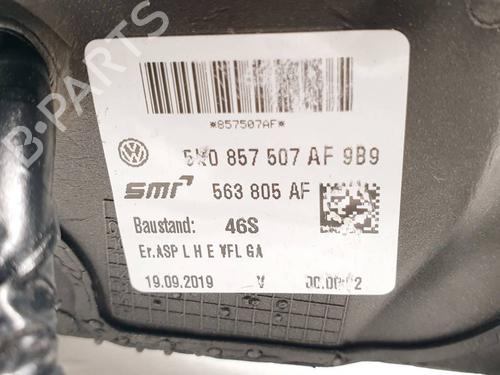 *857507AF*
857 507 AF 9B9
smr 563 805 AF
Baustand: 46S
Er.ASP L H E VFL GA
19.09.2019 V
B-PARTS